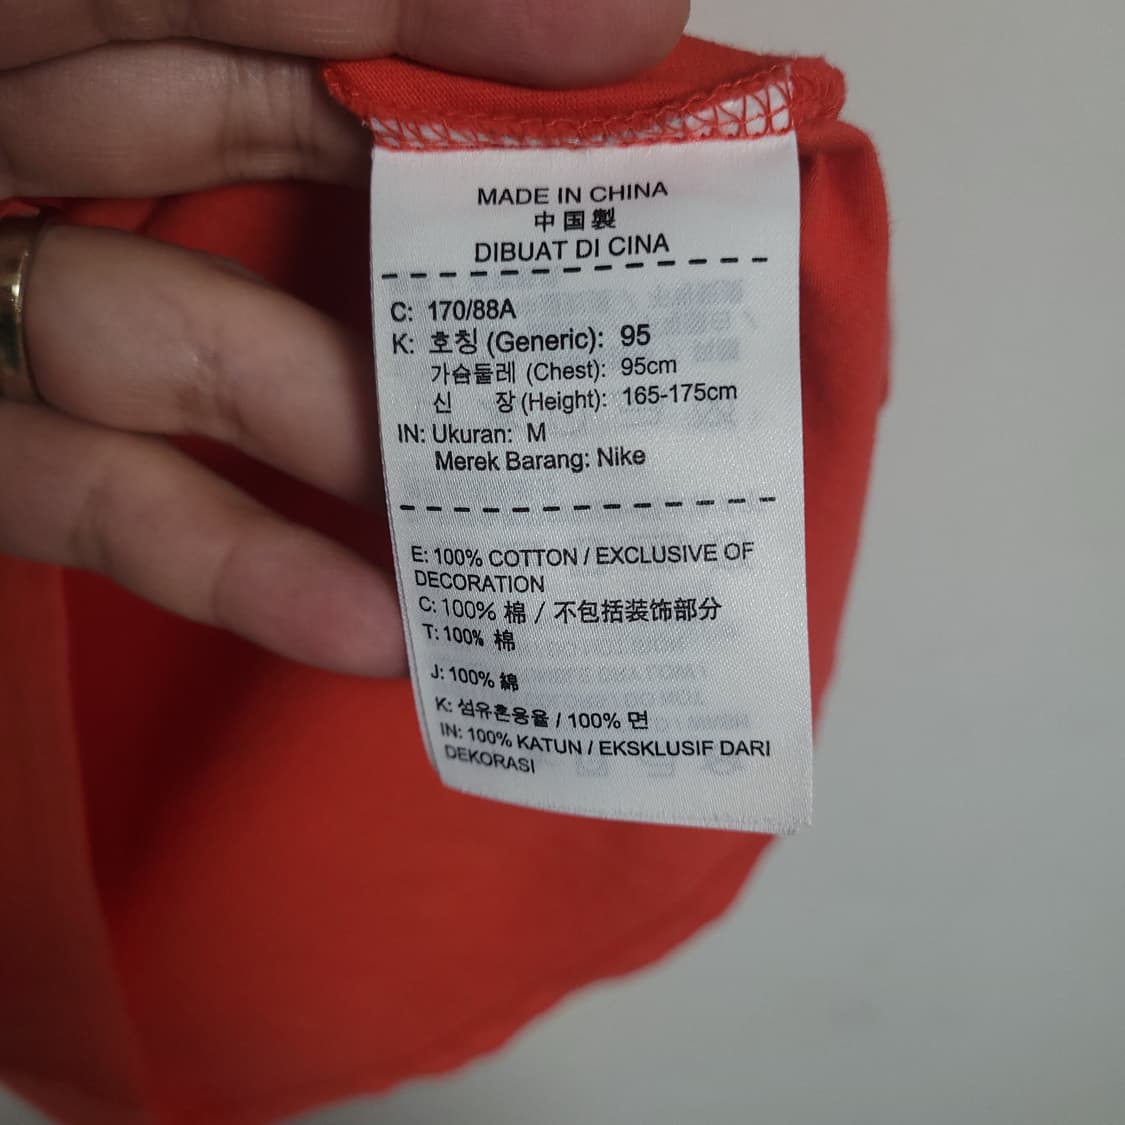 MADE IN CHINA
中国製
DIBUAT DI CINA
C: 170/88A
K: 호칭 (Generic): 95
가슴둘레 (Chest): 95cm
신 장 (Height): 165-175cm
IN: Ukuran: M
Merek Barang: Nike
E: 100% COTTON / EXCLUSIVE OF
DECORATION
C: 100% 棉 / 不包括装饰部分
T: 100% 棉
J: 100% 綿
K: 섬유혼용율 / 100% 면
IN: 100% KATUN / EKSKLUSIF DARI
DEKORASI